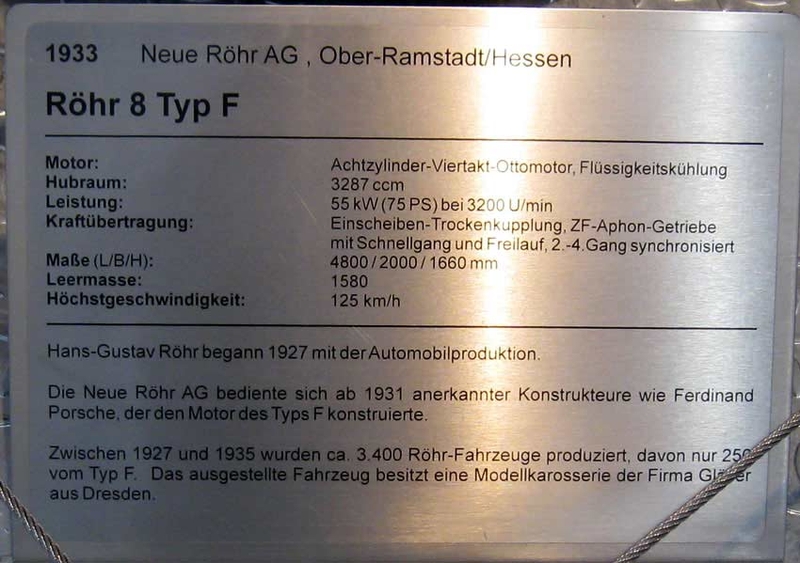 1933 Neue Röhr AG , Ober-Ramstadt/Hessen
Röhr 8 Typ F
Motor: Achtzylinder-Viertakt-Ottomotor, Flüssigkeitskühlung
Hubraum: 3287 ccm
Leistung: 55 kW (75 PS) bei 3200 U/min
Kraftübertragung: Einscheiben-Trockenkupplung, ZF-Aphon-Getriebe
mit Schnellgang und Freilauf, 2.-4.Gang synchronisiert
Maße (L/B/H): 4800 / 2000 / 1660 mm
Leermasse: 1580
Höchstgeschwindigkeit: 125 km/h
Hans-Gustav Röhr begann 1927 mit der Automobilproduktion.
Die Neue Röhr AG bediente sich ab 1931 anerkannter Konstrukteure wie Ferdinand
Porsche, der den Motor des Typs F konstruierte.
Zwischen 1927 und 1935 wurden ca. 3.400 Röhr-Fahrzeuge produziert, davon nur 250
vom Typ F. Das ausgestellte Fahrzeug besitzt eine Modellkarosserie der Firma
aus Dresden.